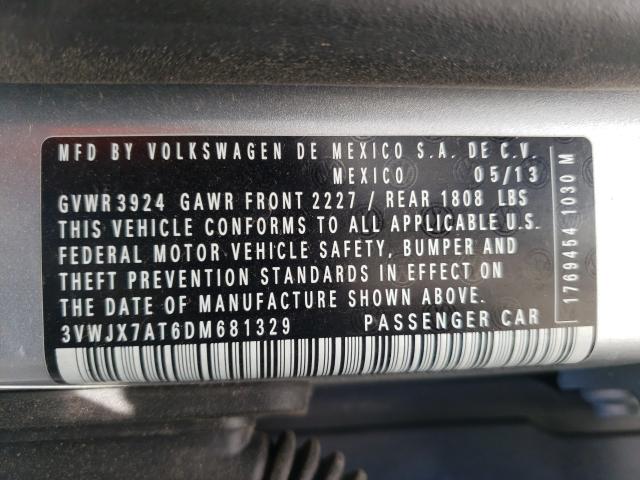 MFD BY VOLKSWAGEN DE MEXICO S.A. DE C.V.
MEXICO 05/13
GVWR 3924 GAWR FRONT 2227 / REAR 1808 LBS
THIS VEHICLE CONFORMS TO ALL APPLICABLE U.S.
FEDERAL MOTOR VEHICLE SAFETY, BUMPER AND
THEFT PREVENTION STANDARDS IN EFFECT ON
THE DATE OF MANUFACTURE SHOWN ABOVE.
3VWJX7AT6DM681329 PASSENGER CAR
1769454 1030 M